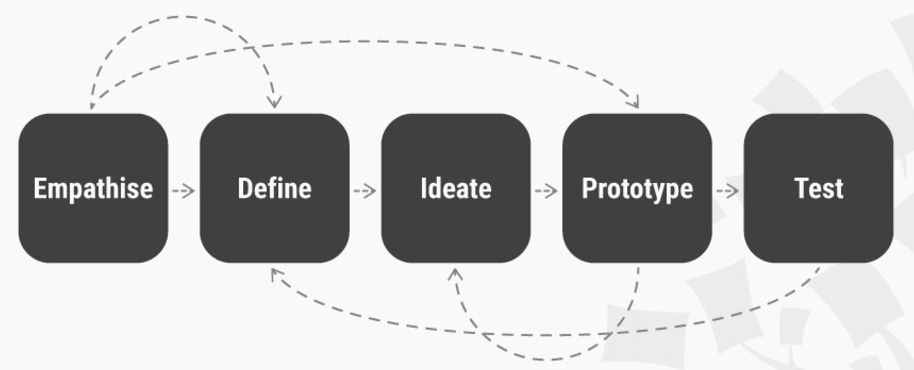 Empathise
Define
Ideate
Prototype
Test